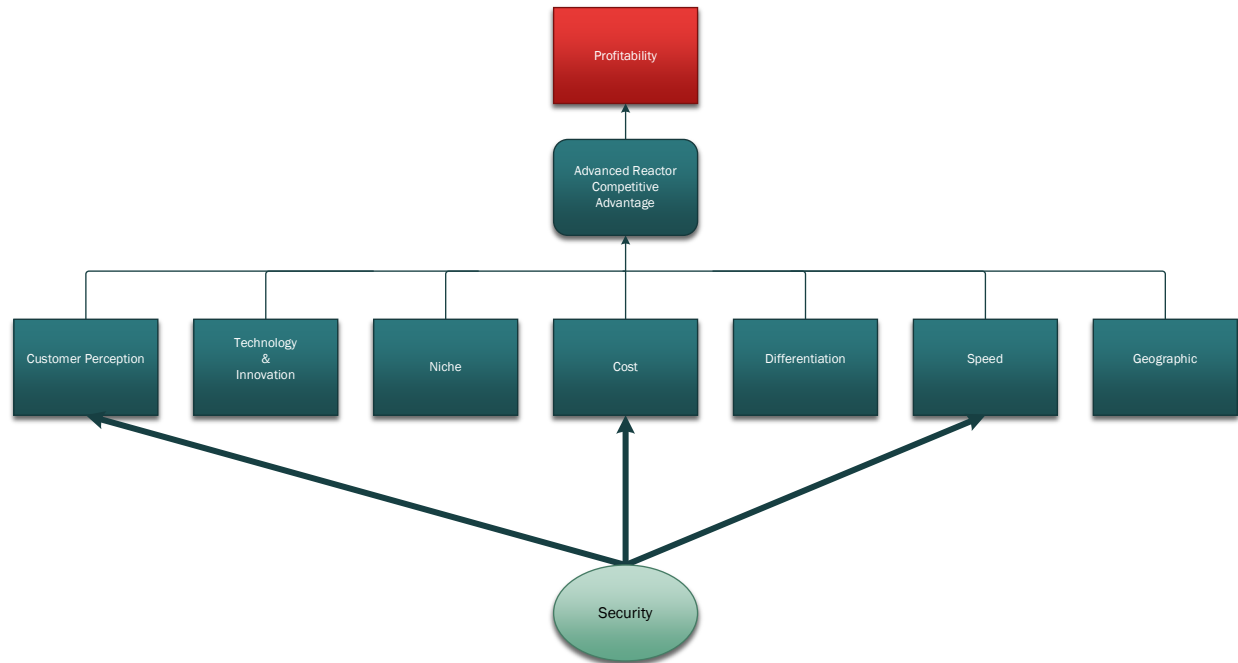 Profitability
Advanced Reactor
Competitive
Advantage
Customer Perception
Technology
&
Innovation
Niche
Cost
Differentiation
Speed
Geographic
Security